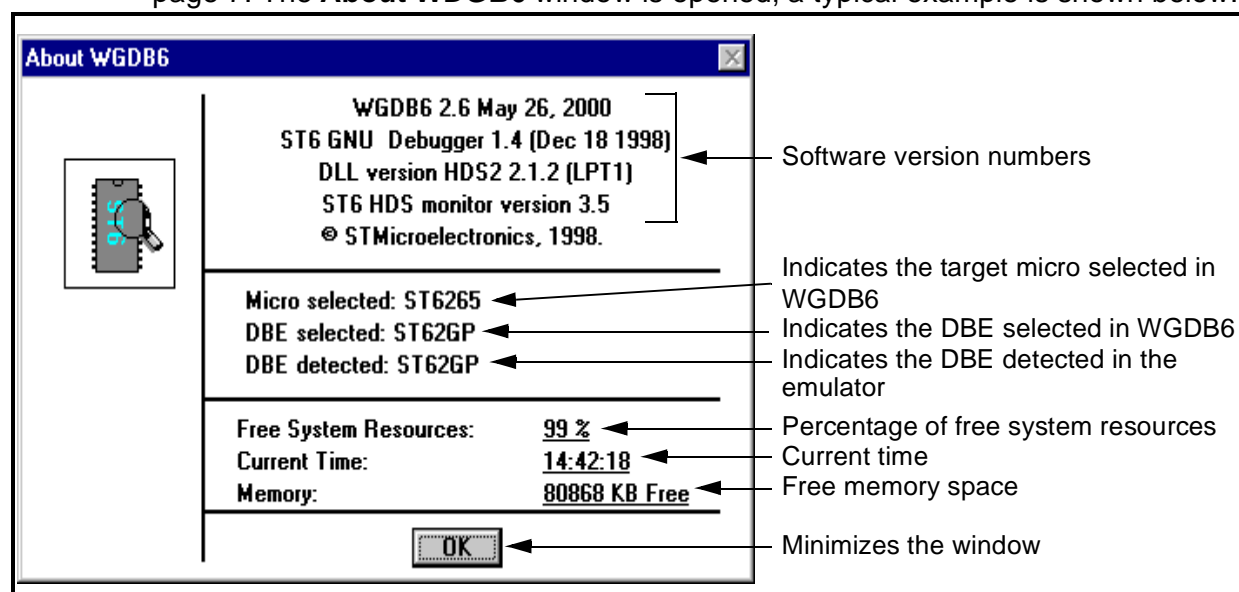 page 77. The About WDGB6 window is opened, a typical example is shown below.
About WGDB6
WGDB6 2.6 May 26, 2000
ST6 GNU Debugger 1.4 (Dec 18 1998)
DLL version HDS2 2.1.2 (LPT1)
ST6 HDS monitor version 3.5
© STMicroelectronics, 1998.
Software version numbers
ST6
Micro selected: ST6265
DBE selected: ST62GP
DBE detected: ST62GP
Indicates the target micro selected in
WGDB6
Indicates the DBE selected in WGDB6
Indicates the DBE detected in the
emulator
Free System Resources: 99 %
Current Time: 14:42:18
Memory: 80868 KB Free
Percentage of free system resources
Current time
Free memory space
OK
Minimizes the window